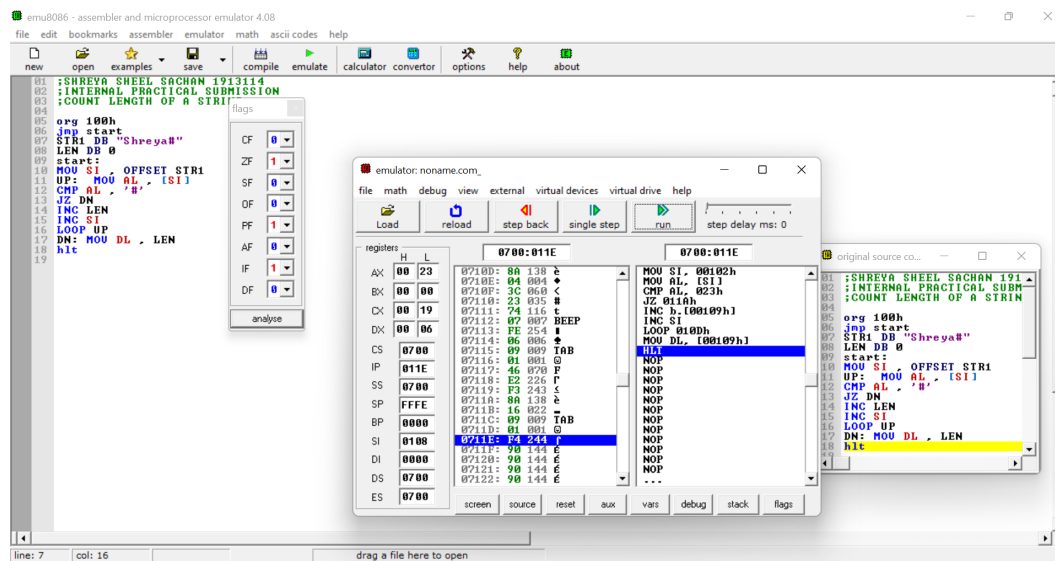 emu8086 - assembler and microprocessor emulator 4.08
file edit bookmarks assembler emulator math ascii codes help
new open examples save compile emulate calculator convertor options help about
01 ;SHREYA SHEEL SACHAN 1913114
02 ;INTERNAL PRACTICAL SUBMISSION
03 ;COUNT LENGTH OF A STRI
04
05 org 100h
06 jmp start
07 STR1 DB "Shreya#"
08 LEN DB 0
09 start:
10 MOV SI , OFFSET STR1
11 UP: MOV AL , [SI]
12 CMP AL , '#'
13 JZ DN
14 INC LEN
15 INC SI
16 LOOP UP
17 DN: MOV DL , LEN
18 hlt
19
flags
CF 0
ZF 1
SF 0
OF 0
PF 1
AF 0
IF 1
DF 0
analyse
emulator: noname.com_
file math debug view external virtual devices virtual drive help
Load reload step back single step run step delay ms: 0
registers
H L
AX 00 23
BX 00 00
CX 00 19
DX 00 06
CS 0700
IP 011E
SS 0700
SP FFFE
BP 0000
SI 0108
DI 0000
DS 0700
ES 0700
0700:011E
0710D: 8A 138 è
0710E: 04 004 ♦
0710F: 3C 060 <
07110: 23 035 #
07111: 74 116 t
07112: 07 007 BEEP
07113: FE 254 ■
07114: 06 006 ♠
07115: 09 009 TAB
07116: 01 001 ☺
07117: 46 070 F
07118: E2 226 Γ
07119: F3 243 ≤
0711A: 8A 138 è
0711B: 16 022 ▬
0711C: 09 009 TAB
0711D: 01 001 ☺
0711E: F4 244 ⌠
0711F: 90 144 É
07120: 90 144 É
07121: 90 144 É
07122: 90 144 É
0700:011E
MOV SI, 00102h
MOV AL, [SI]
CMP AL, 023h
JZ 011Ah
INC b.[00109h]
INC SI
LOOP 010Dh
MOV DL, [00109h]
HLT
NOP
NOP
NOP
NOP
NOP
NOP
NOP
NOP
NOP
NOP
NOP
NOP
...
screen source reset aux vars debug stack flags
original source co...
01 ;SHREYA SHEEL SACHAN 191
02 ;INTERNAL PRACTICAL SUBM
03 ;COUNT LENGTH OF A STRIN
04
05 org 100h
06 jmp start
07 STR1 DB "Shreya#"
08 LEN DB 0
09 start:
10 MOV SI , OFFSET STR1
11 UP: MOV AL , [SI]
12 CMP AL , '#'
13 JZ DN
14 INC LEN
15 INC SI
16 LOOP UP
17 DN: MOV DL , LEN
18 hlt
line: 7 col: 16 drag a file here to open